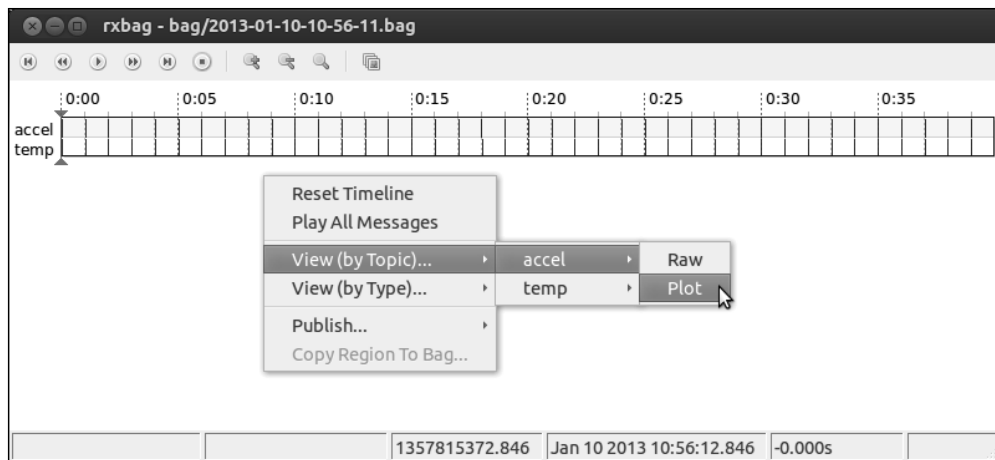 rxbag - bag/2013-01-10-10-56-11.bag
0:00 0:05 0:10 0:15 0:20 0:25 0:30 0:35
accel
temp
Reset Timeline
Play All Messages
View (by Topic)... accel Raw
View (by Type)... temp Plot
Publish...
Copy Region To Bag...
1357815372.846 Jan 10 2013 10:56:12.846 -0.000s